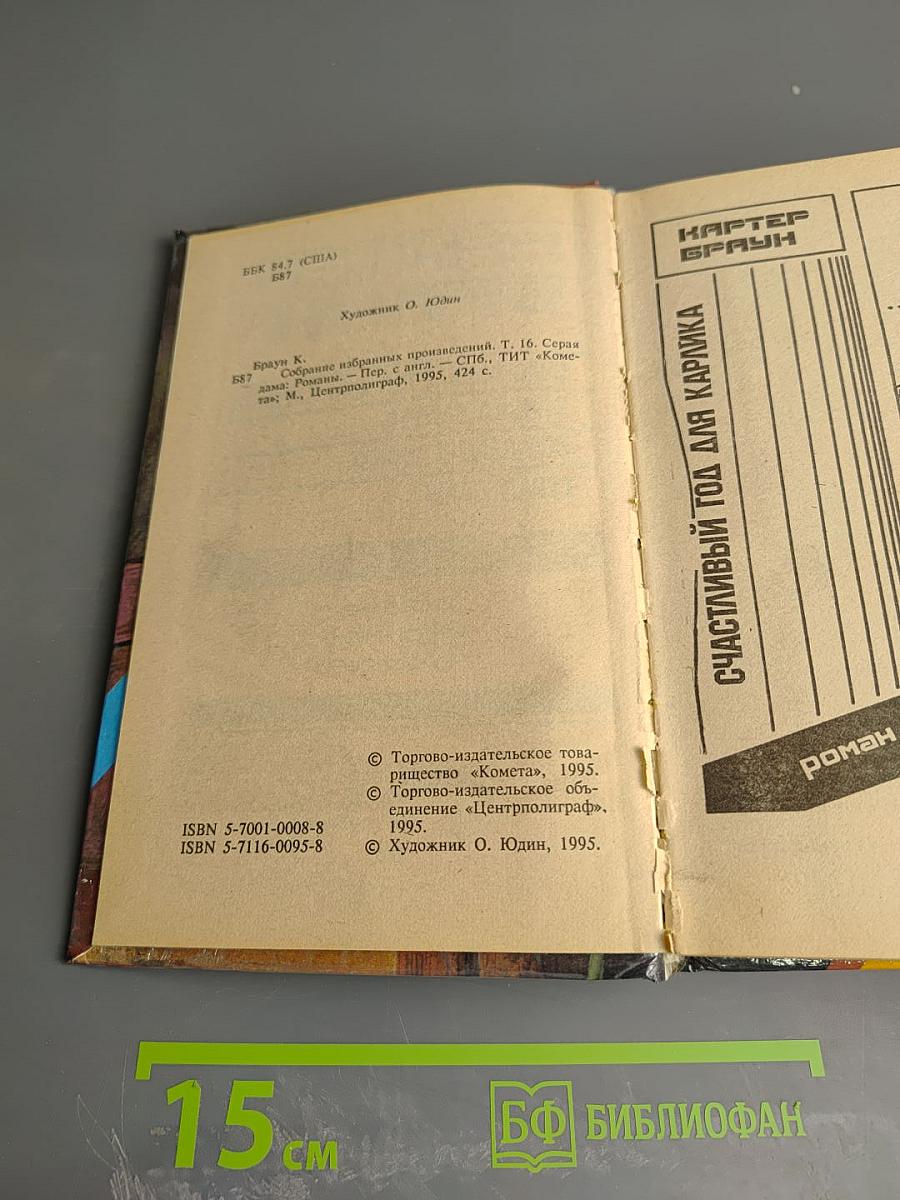 ББК 84.7 (США)
Б87
Художник О. Юдин
Браун К.
Б87 Собрание избранных произведений. Т. 16. Серая
дама: Романы. — Пер. с англ. — СПб., ТИТ «Коме-
та»; М., Центрполиграф, 1995, 424 с.
© Торгово-издательское това-
рищество «Комета», 1995.
© Торгово-издательское объ-
единение «Центрполиграф»,
1995.
© Художник О. Юдин, 1995.
ISBN 5-7001-0008-8
ISBN 5-7116-0095-8
КАРТЕР
БРАУН
СЧАСТЛИВЫЙ ГОД ДЛЯ КАРЛИКА
роман
15 см
БФ БИБЛИОФАН